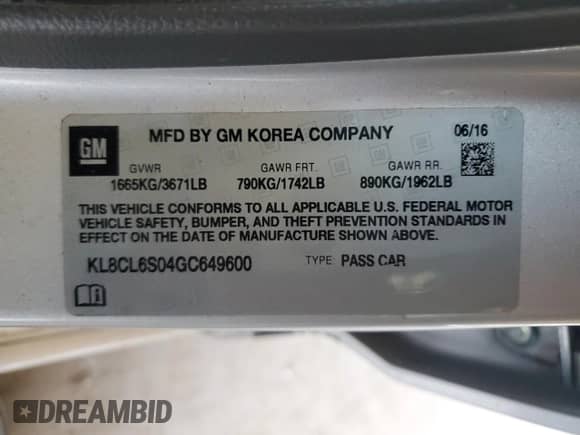 GM MFD BY GM KOREA COMPANY 06/16
GVWR GAWR FRT. GAWR RR.
1665KG/3671LB 790KG/1742LB 890KG/1962LB
THIS VEHICLE CONFORMS TO ALL APPLICABLE U.S. FEDERAL MOTOR
VEHICLE SAFETY, BUMPER, AND THEFT PREVENTION STANDARDS IN
EFFECT ON THE DATE OF MANUFACTURE SHOWN ABOVE.
KL8CL6S04GC649600 TYPE: PASS CAR
DREAMBID